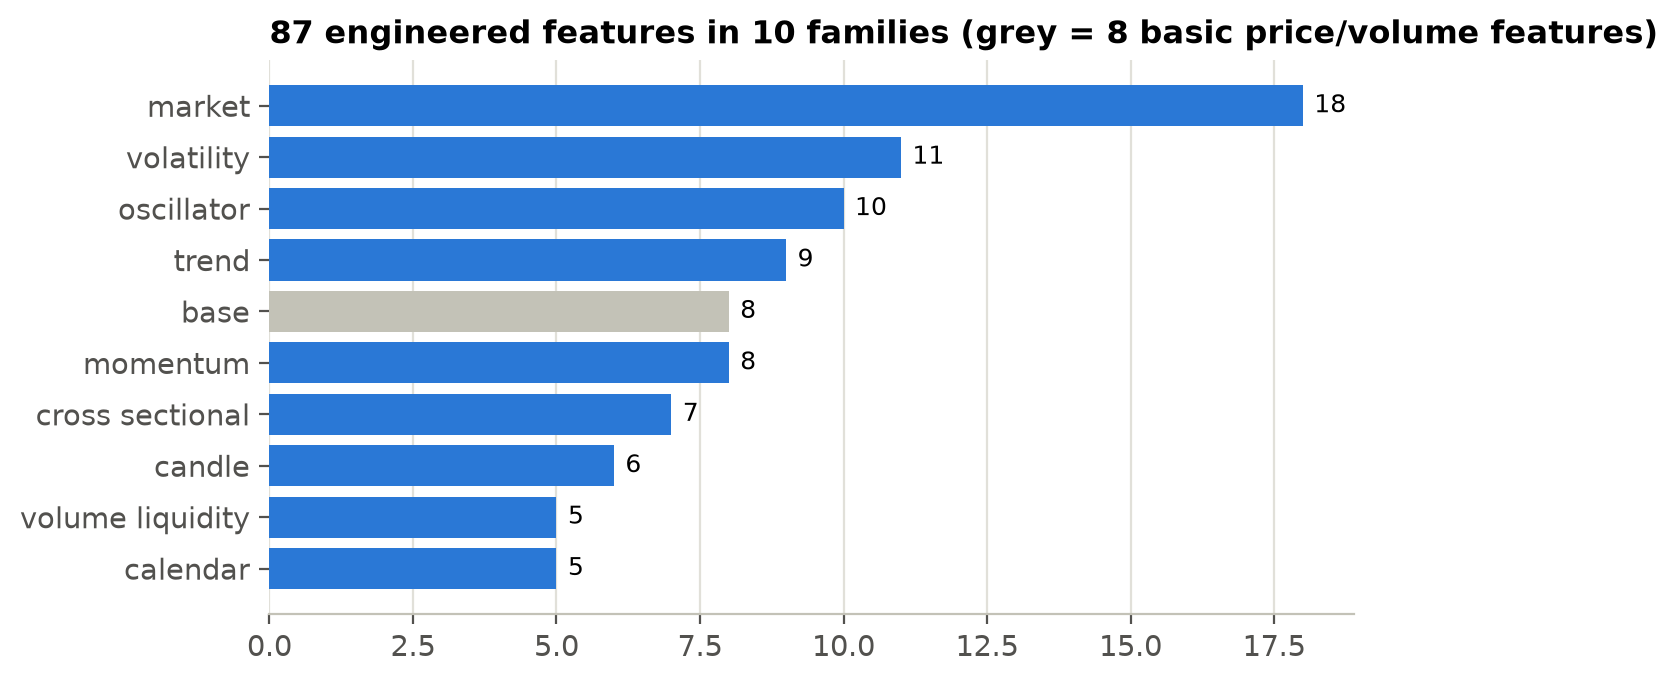 87 engineered features in 10 families (grey = 8 basic price/volume features)
market 18
volatility 11
oscillator 10
trend 9
base 8
momentum 8
cross sectional 7
candle 6
volume liquidity 5
calendar 5
0.0 2.5 5.0 7.5 10.0 12.5 15.0 17.5